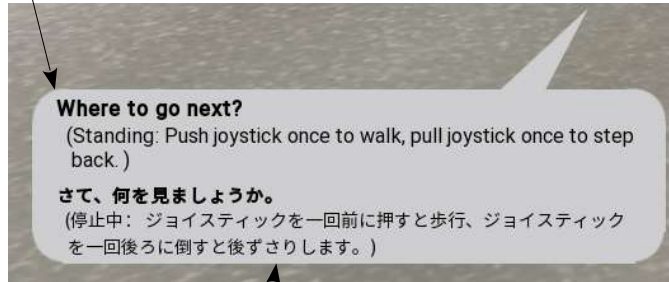 Where to go next?
(Standing: Push joystick once to walk, pull joystick once to step
back. )
さて、何を見ましょうか。
(停止中： ジョイスティックを一回前に押すと歩行、ジョイスティック
を一回後ろに倒すと後ずさりします。)